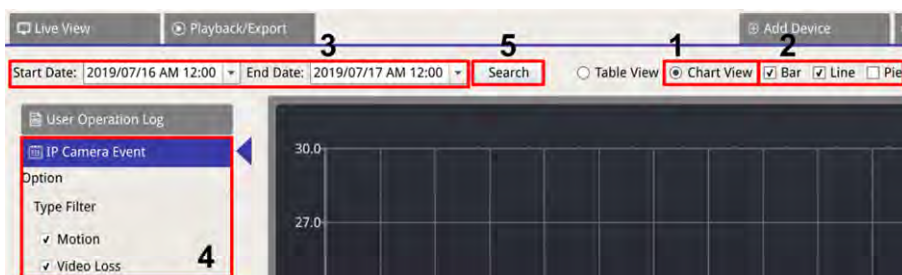 Live View Playback/Export Add Device
3 5 1 2
Start Date: 2019/07/16 AM 12:00 End Date: 2019/07/17 AM 12:00 Search Table View Chart View Bar Line Pie
User Operation Log
IP Camera Event
Option
Type Filter
Motion
Video Loss
4
30.0
27.0